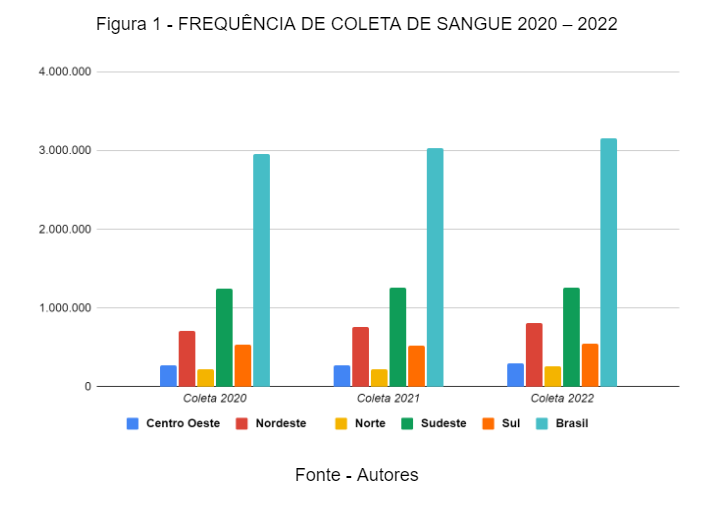 Figura 1 - FREQUÊNCIA DE COLETA DE SANGUE 2020 – 2022
4.000.000
3.000.000
2.000.000
1.000.000
0
Coleta 2020 Coleta 2021 Coleta 2022
Centro Oeste Nordeste Norte Sudeste Sul Brasil
Fonte - Autores